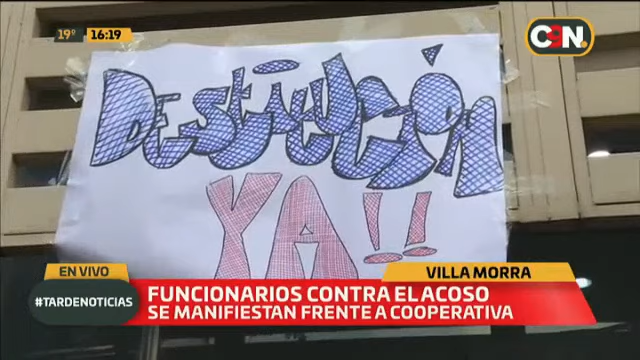 19°
16:19
C9N.
DESTITUCIÓN
YA!!
EN VIVO
VILLA MORRA
#TARDENOTICIAS
FUNCIONARIOS CONTRA EL ACOSO
SE MANIFIESTAN FRENTE A COOPERATIVA